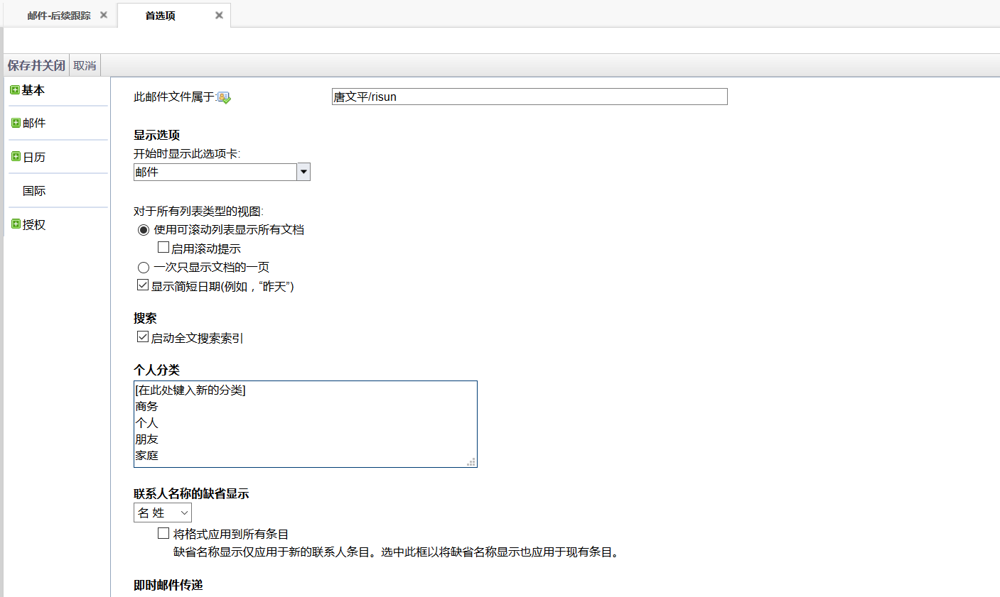 邮件-后续跟踪
首选项
保存并关闭 取消
基本
邮件
日历
国际
授权
此邮件文件属于: 唐文平/risun
显示选项
开始时显示此选项卡:
邮件
对于所有列表类型的视图:
使用可滚动列表显示所有文档
启用滚动提示
一次只显示文档的一页
显示简短日期(例如，“昨天”)
搜索
启动全文搜索索引
个人分类
[在此处键入新的分类]
商务
个人
朋友
家庭
联系人名称的缺省显示
名 姓
将格式应用到所有条目
缺省名称显示仅应用于新的联系人条目。选中此框以将缺省名称显示也应用于现有条目。
即时邮件传递